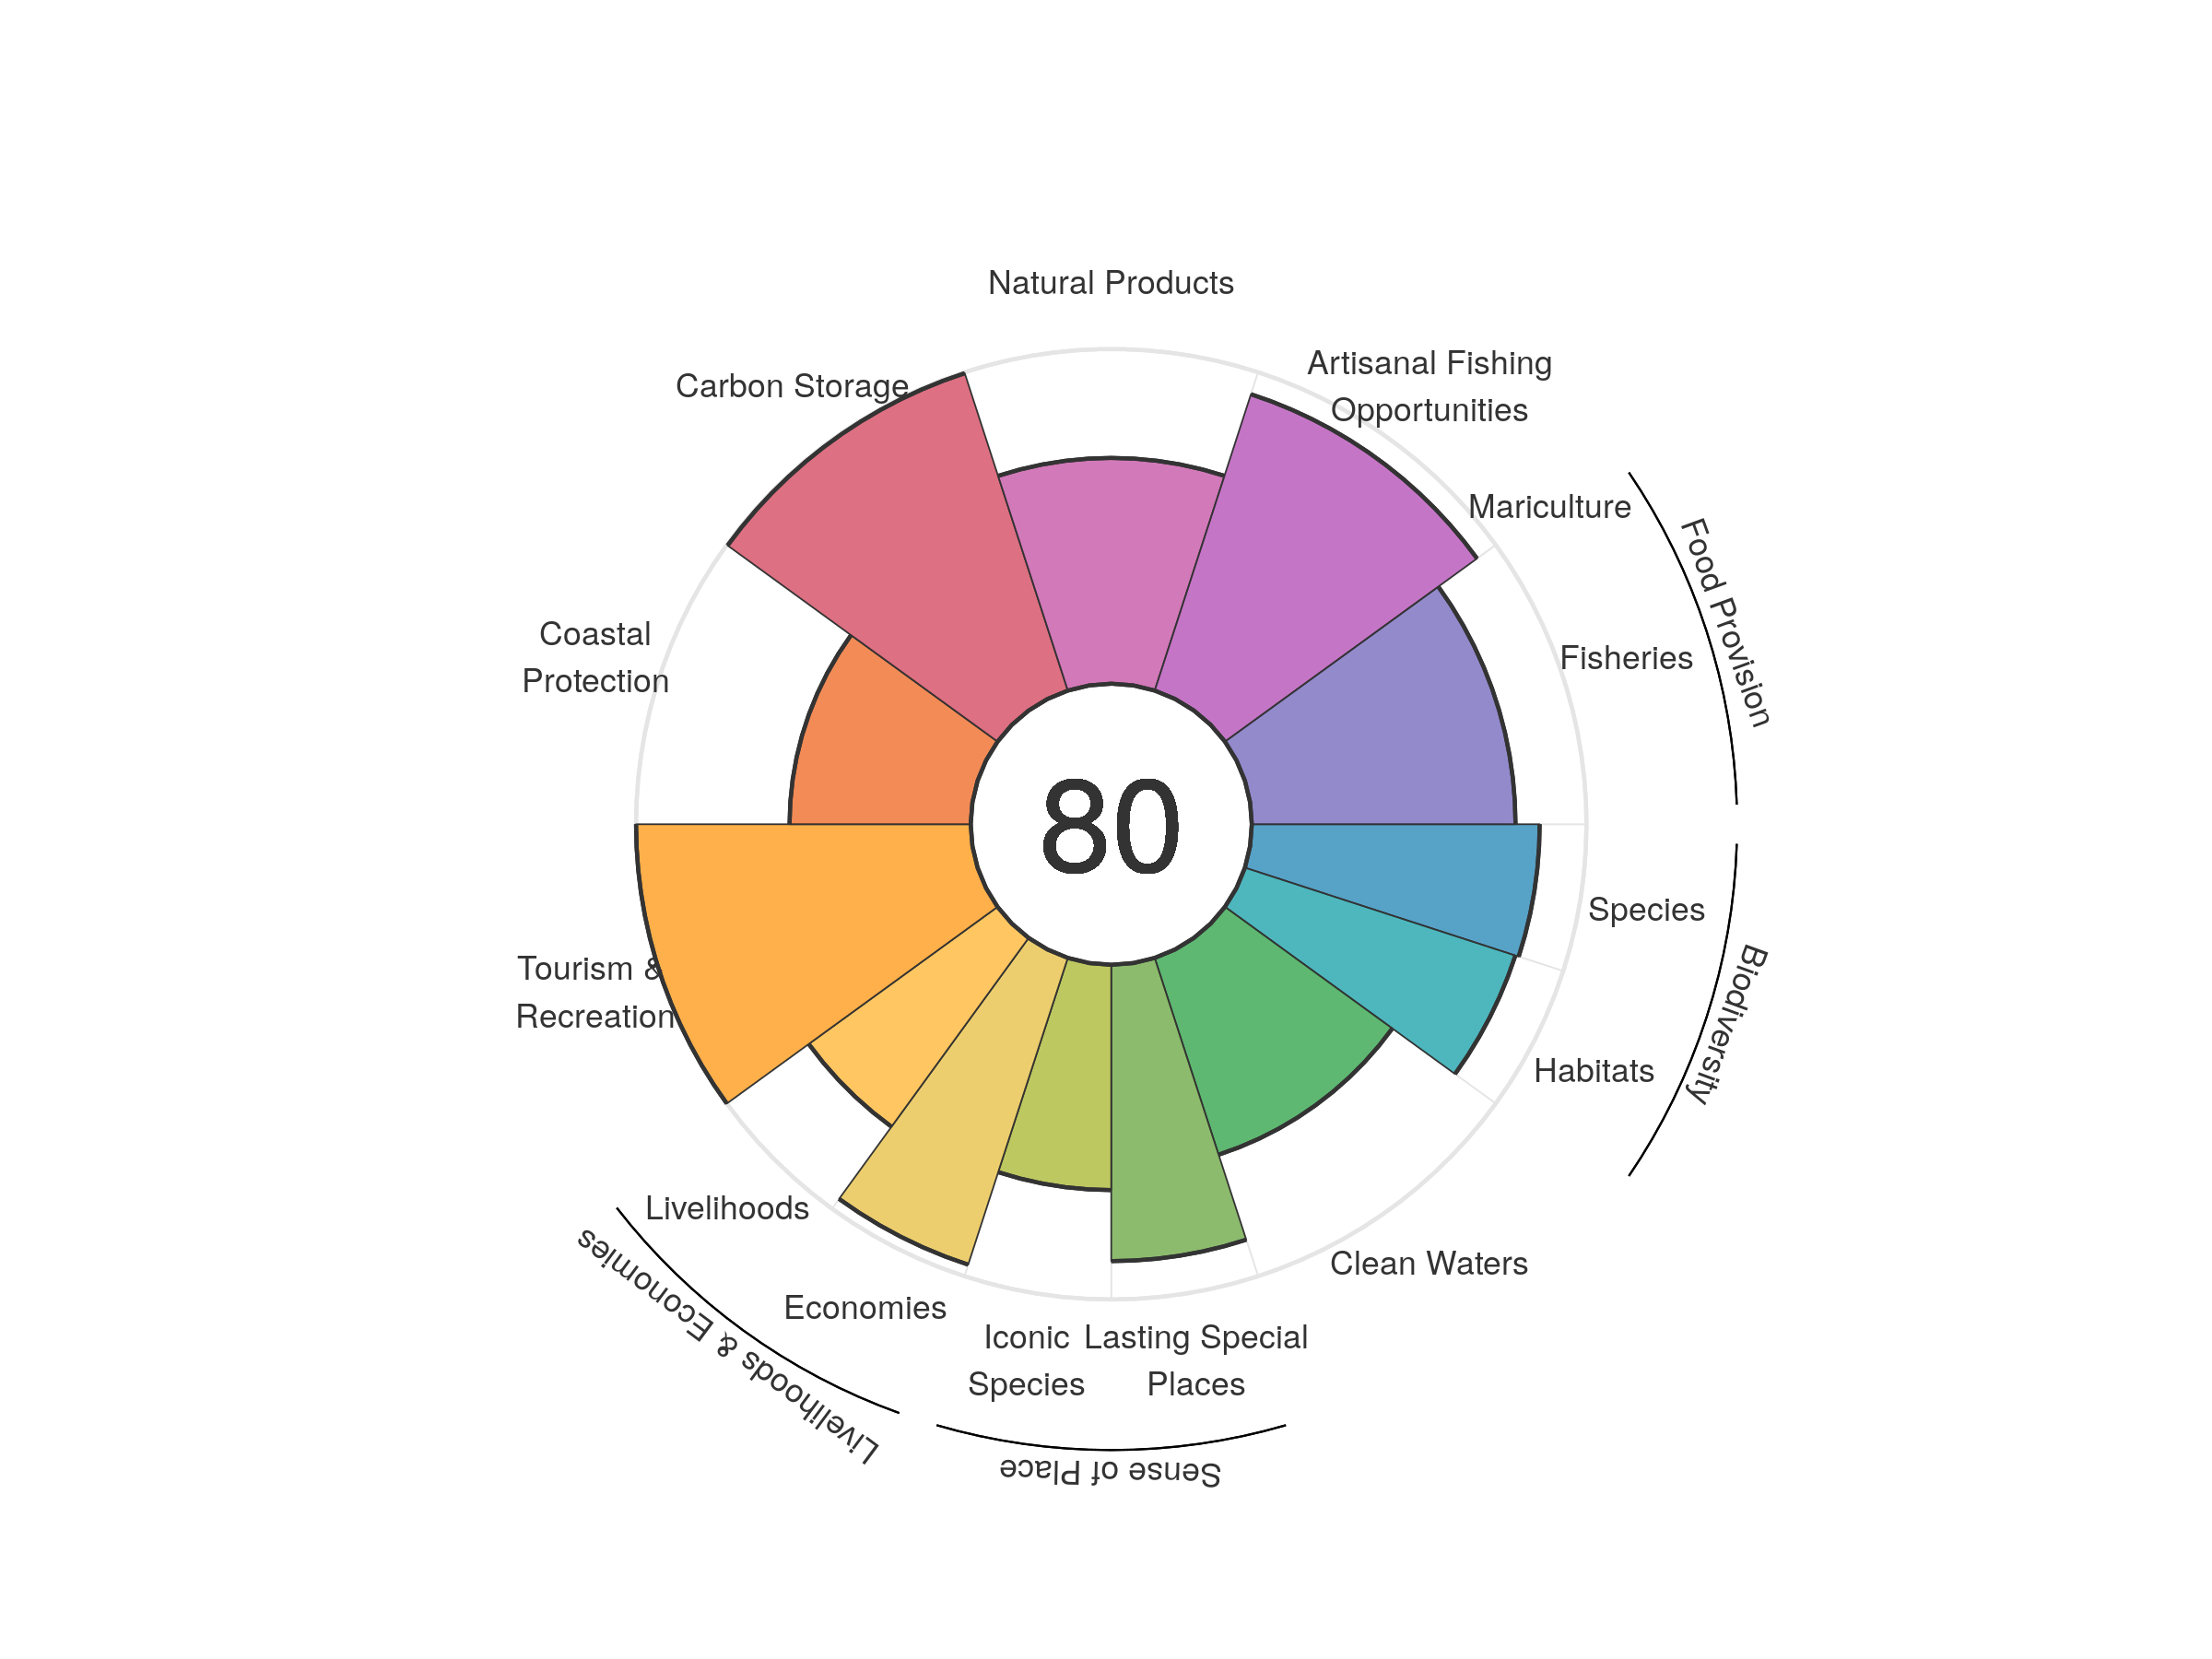 Natural Products
Artisanal Fishing
Opportunities
Carbon Storage
Mariculture
Food Provision
Fisheries
Coastal
Protection
80
Species
Biodiversity
Habitats
Tourism &
Recreation
Livelihoods
Livelihoods & Economies
Economies
Clean Waters
Iconic
Species
Lasting Special
Places
Sense of Place